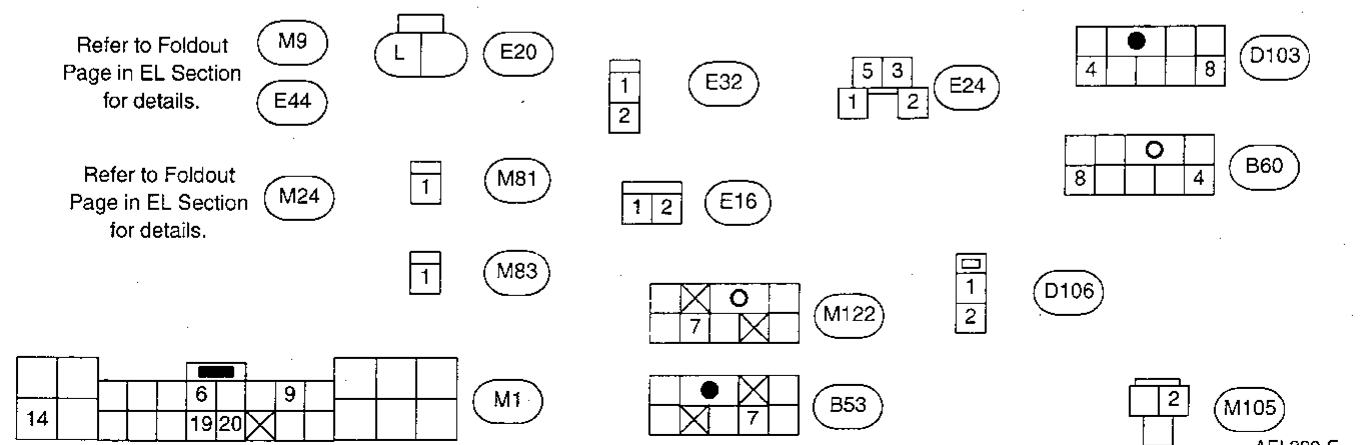 Refer to Foldout
Page in EL Section
for details.
M9
E44
L
E20
1
2
E32
5 3
1 2
E24
4 8
D103
Refer to Foldout
Page in EL Section
for details.
M24
1
M81
1 2
E16
8 4
B60
1
M83
7
M122
1
2
D106
6 9
14 19 20
M1
7
B53
2
M105